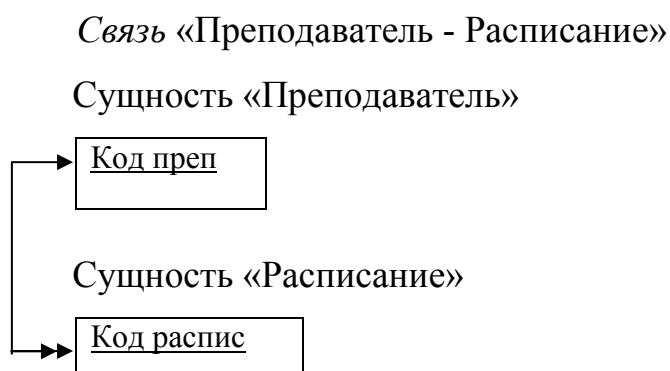 Связь «Преподаватель - Расписание»
Сущность «Преподаватель»
Код преп
Сущность «Расписание»
Код распис